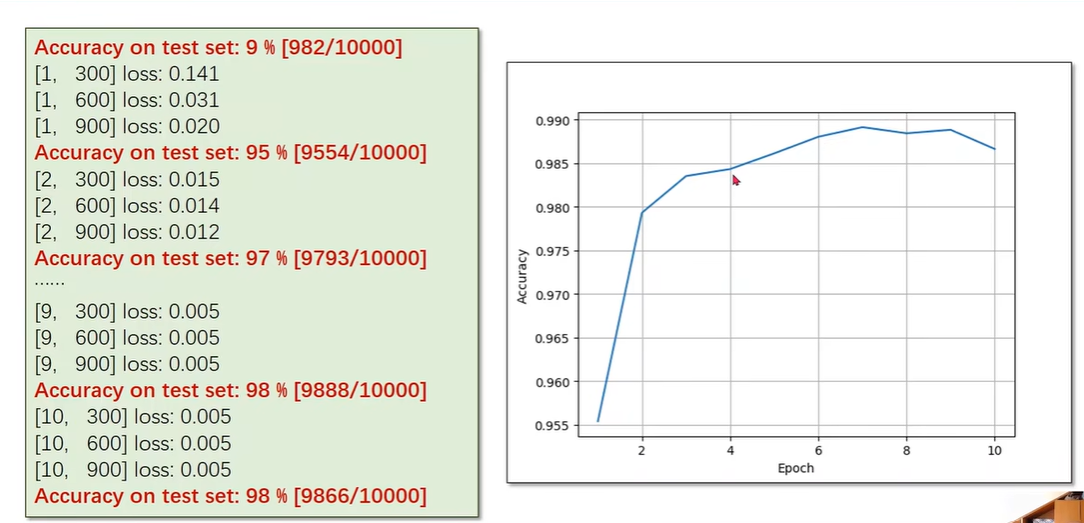 Accuracy on test set: 9 % [982/10000]
[1, 300] loss: 0.141
[1, 600] loss: 0.031
[1, 900] loss: 0.020
Accuracy on test set: 95 % [9554/10000]
[2, 300] loss: 0.015
[2, 600] loss: 0.014
[2, 900] loss: 0.012
Accuracy on test set: 97 % [9793/10000]
......
[9, 300] loss: 0.005
[9, 600] loss: 0.005
[9, 900] loss: 0.005
Accuracy on test set: 98 % [9888/10000]
[10, 300] loss: 0.005
[10, 600] loss: 0.005
[10, 900] loss: 0.005
Accuracy on test set: 98 % [9866/10000]
0.990
0.985
0.980
0.975
0.970
0.965
0.960
0.955
Accuracy
2 4 6 8 10
Epoch